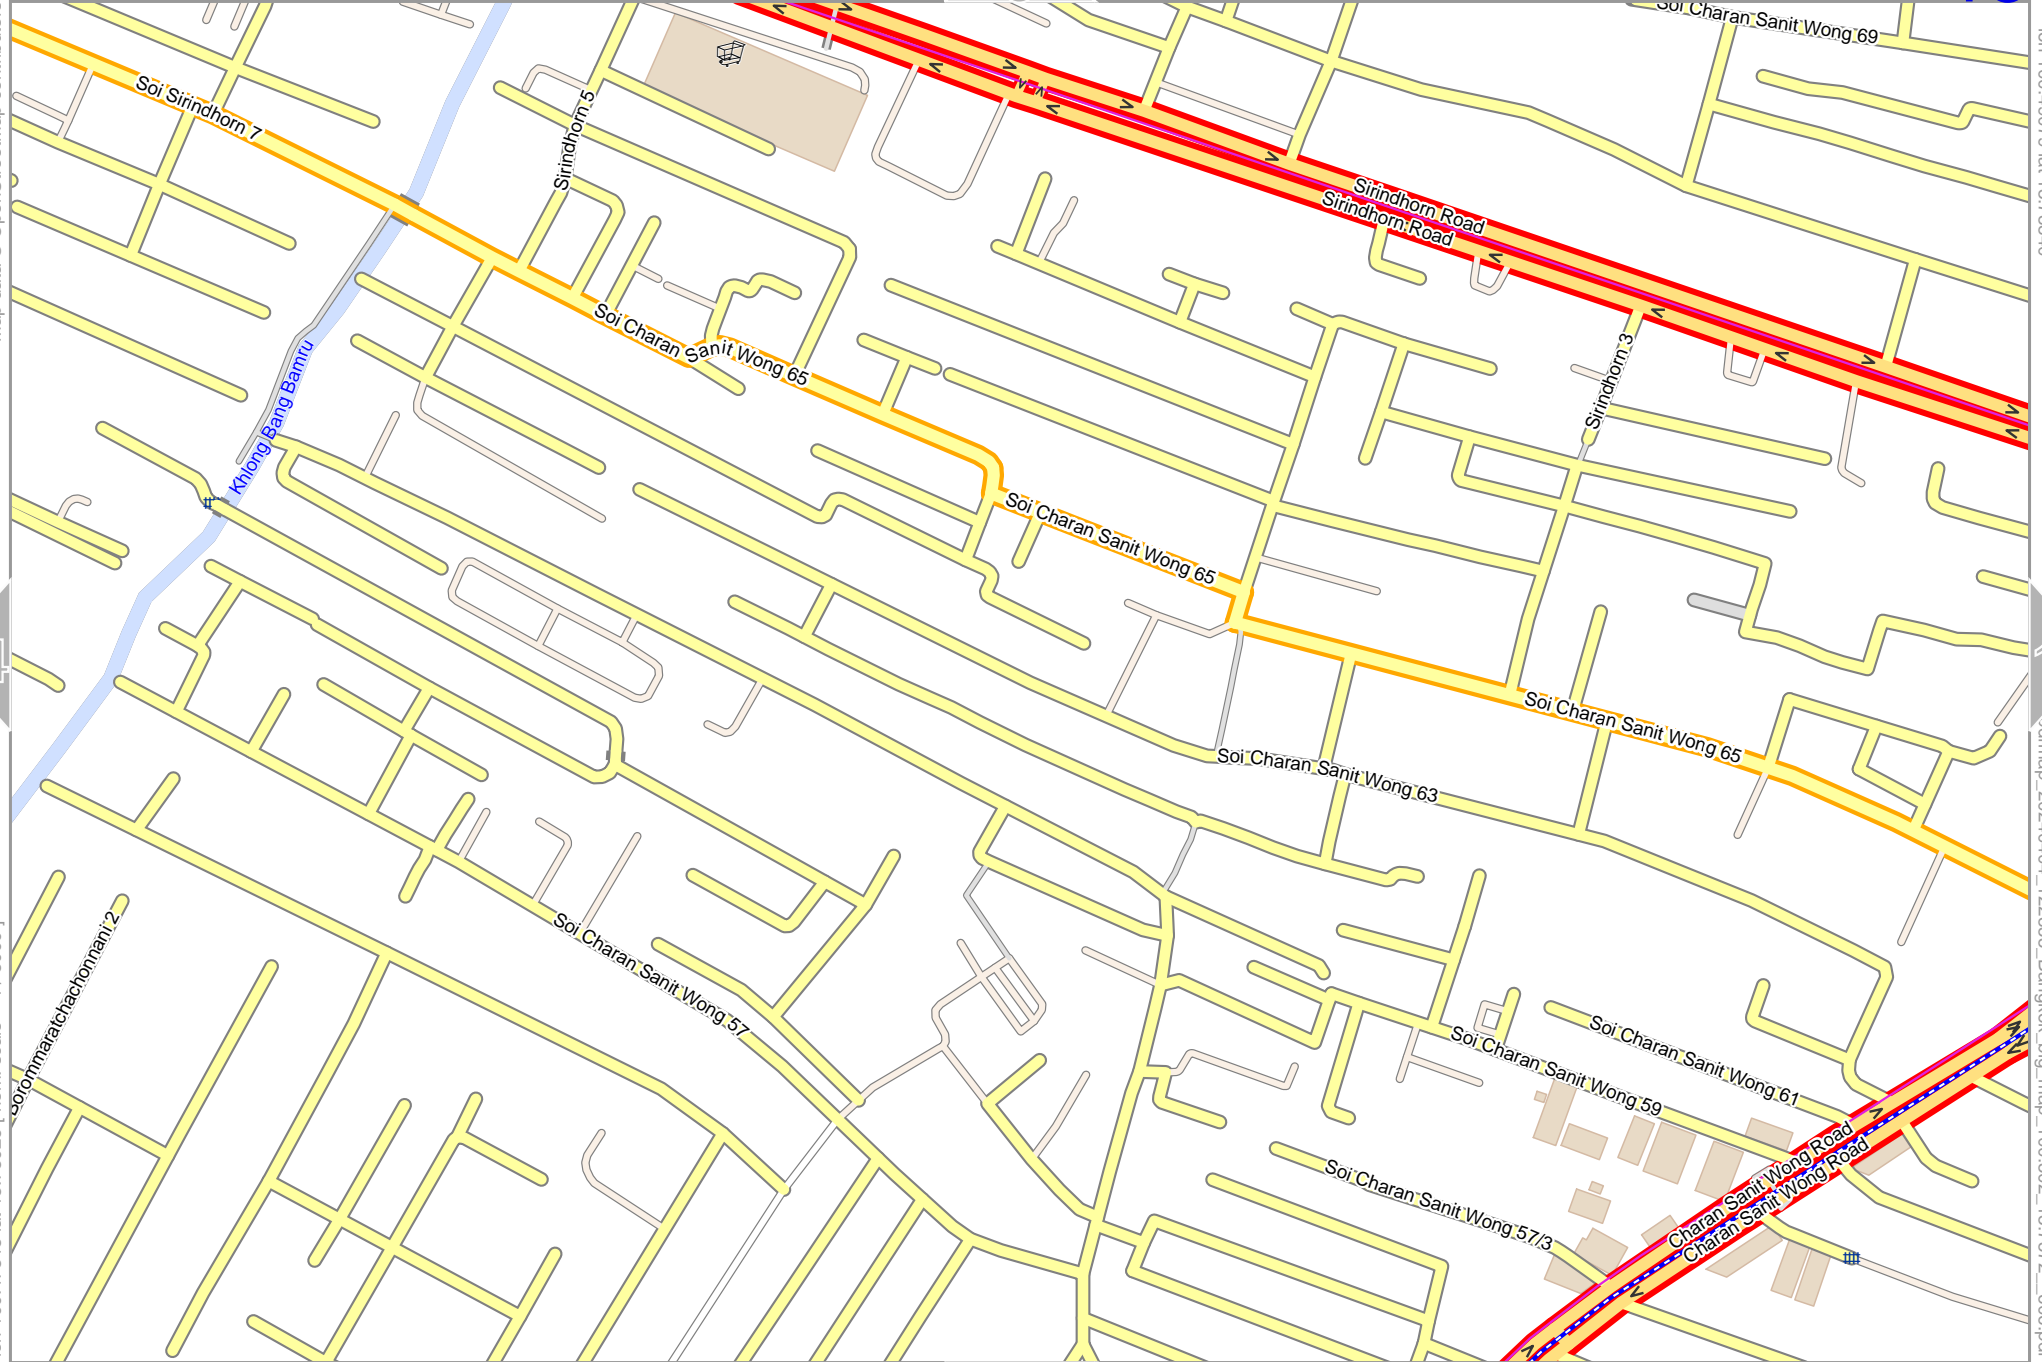 Soi Charan Sanit Wong 69
Soi Sirindhorn 7
Sirindhorn 5
Sirindhorn Road
Sirindhorn Road
Soi Charan Sanit Wong 65
Sirindhorn 3
Khlong Bang Bamru
Soi Charan Sanit Wong 65
Soi Charan Sanit Wong 65
Soi Charan Sanit Wong 63
Soi Charan Sanit Wong 57
Borommaratchachonnani 2
Soi Charan Sanit Wong 61
Soi Charan Sanit Wong 59
Soi Charan Sanit Wong 57/3
Charan Sanit Wong Road
Charan Sanit Wong Road